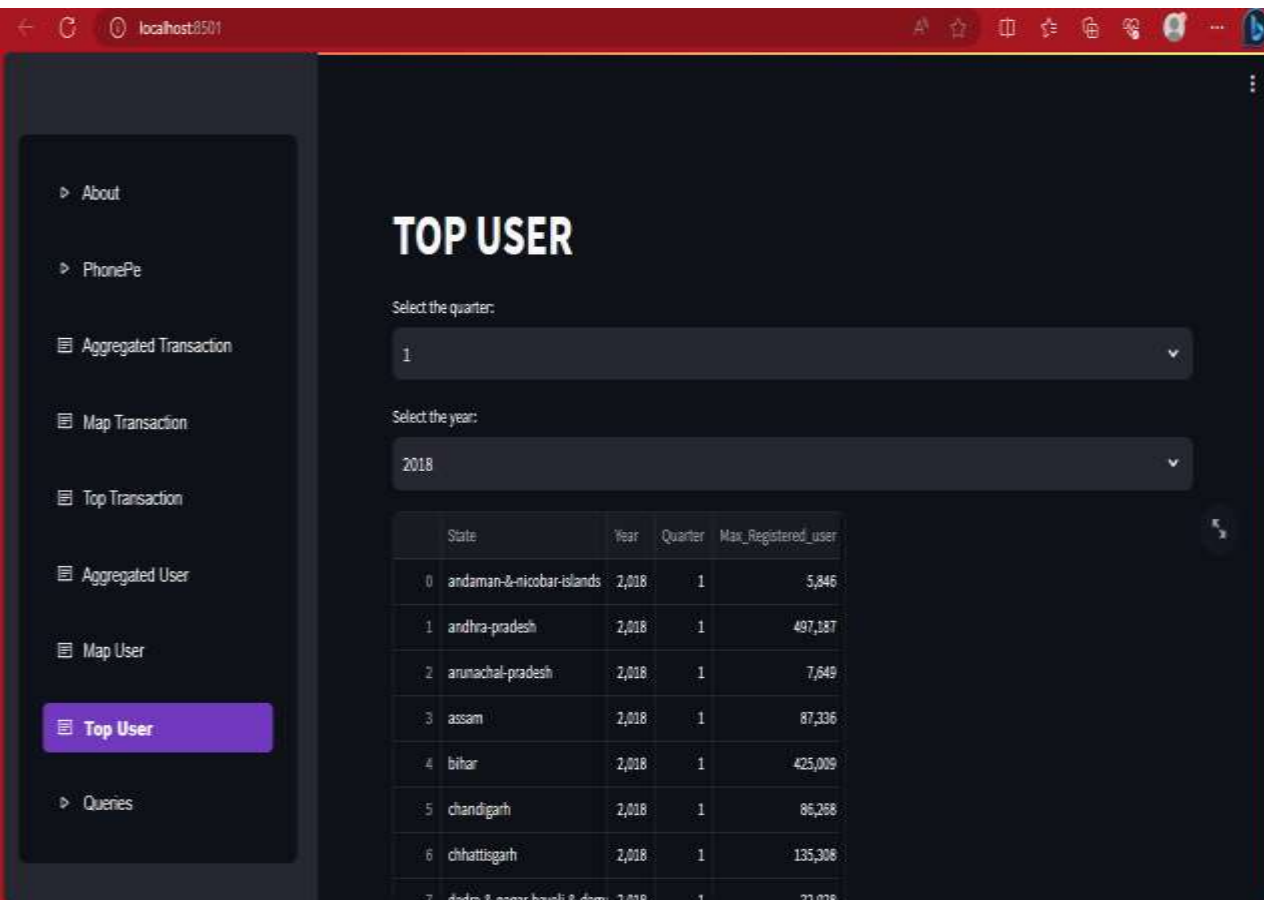 localhost:8501
About
PhonePe
Aggregated Transaction
Map Transaction
Top Transaction
Aggregated User
Map User
Top User
Queries
TOP USER
Select the quarter:
1
Select the year:
2018
State Year Quarter Max_Registered_user
0 andaman-&-nicobar-islands 2,018 1 5,846
1 andhra-pradesh 2,018 1 497,187
2 arunachal-pradesh 2,018 1 7,649
3 assam 2,018 1 87,336
4 bihar 2,018 1 425,009
5 chandigarh 2,018 1 86,268
6 chhattisgarh 2,018 1 135,308